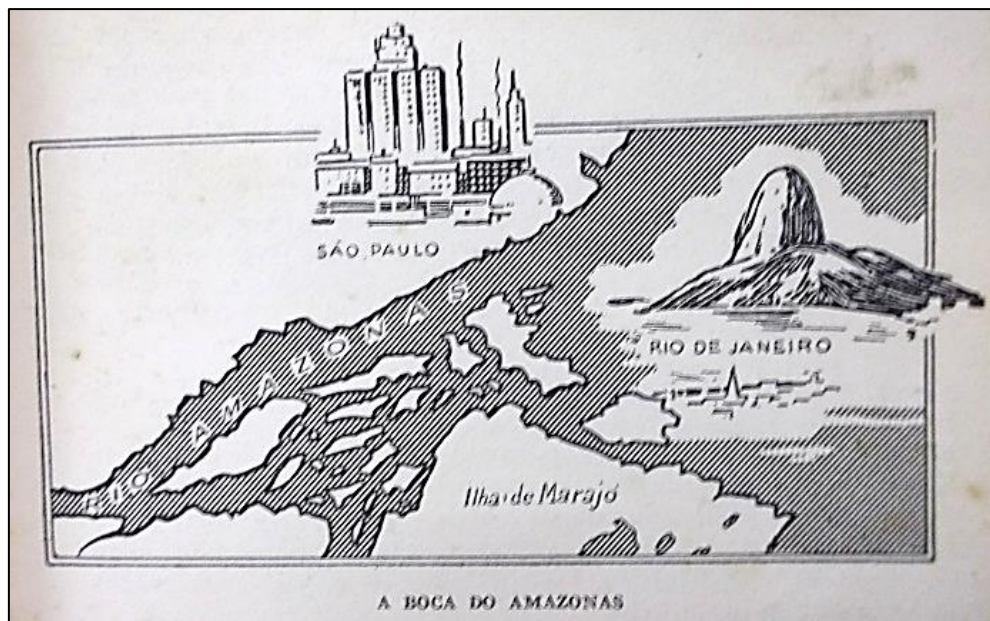 SÃO PAULO
RIO DE JANEIRO
RIO AMAZONAS
Ilha de Marajó
A BOCA DO AMAZONAS